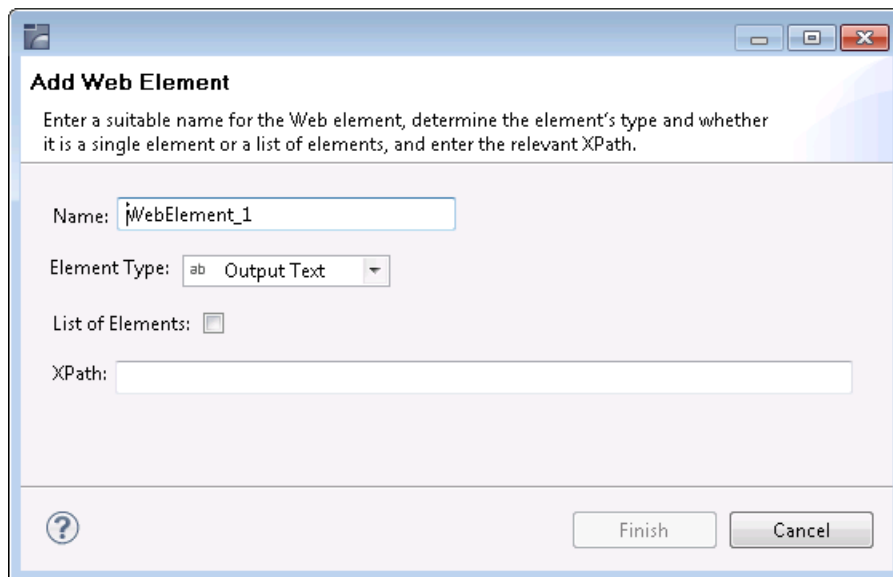 Add Web Element
Enter a suitable name for the Web element, determine the element's type and whether
it is a single element or a list of elements, and enter the relevant XPath.
Name: WebElement_1
Element Type: ab Output Text
List of Elements:
XPath:
?
Finish Cancel